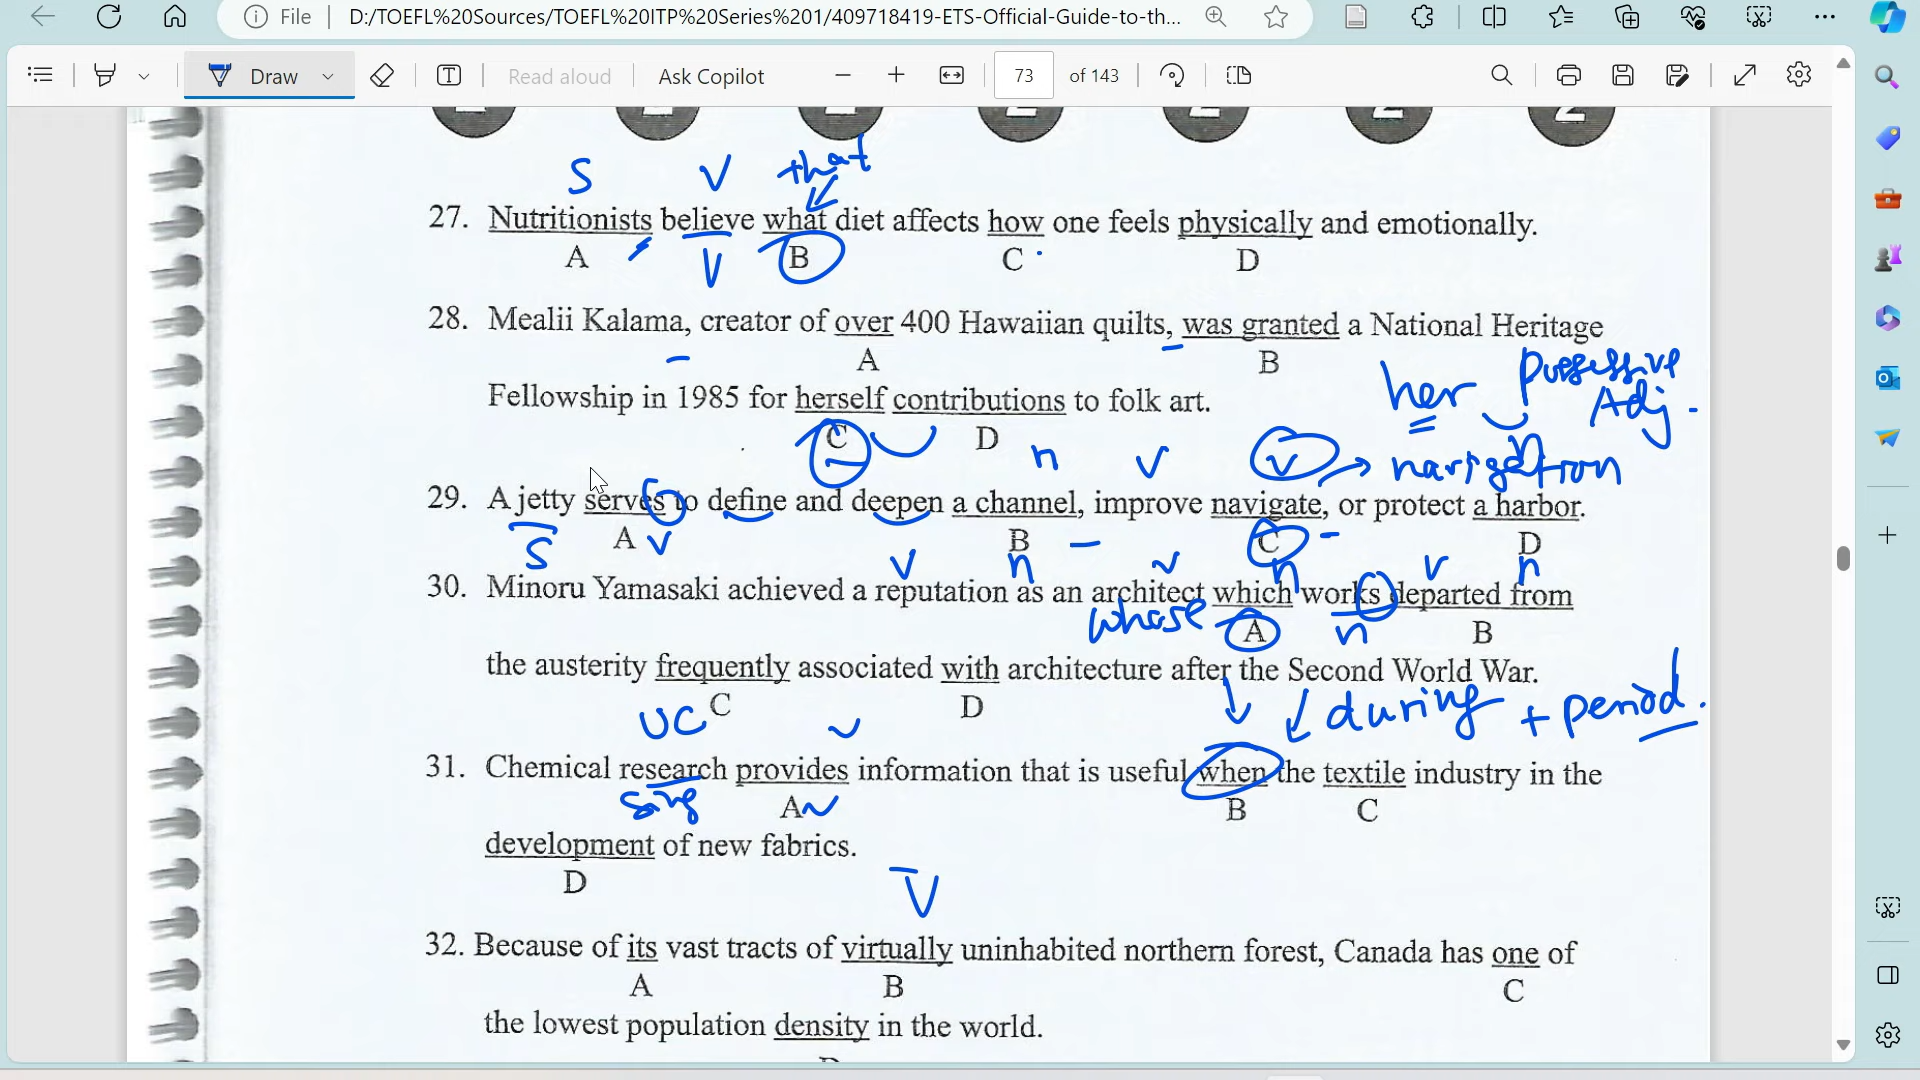 File D:/TOEFL%20Sources/TOEFL%20ITP%20Series%201/409718419-ETS-Official-Guide-to-th...
Draw Read aloud Ask Copilot 73 of 143
2 2 2 2 2 2 2
S V that
27. Nutritionists believe what diet affects how one feels physically and emotionally.
A V B C D
28. Mealii Kalama, creator of over 400 Hawaiian quilts, was granted a National Heritage
A B
her possessive Adj.
Fellowship in 1985 for herself contributions to folk art.
C D
n v v → navigation n
29. A jetty serves to define and deepen a channel, improve navigate, or protect a harbor.
S A V B C D
v n v n v n
30. Minoru Yamasaki achieved a reputation as an architect which works departed from
whose A n B
the austerity frequently associated with architecture after the Second World War.
C D
UC V during + period.
31. Chemical research provides information that is useful when the textile industry in the
sing A B C
development of new fabrics.
D
V
32. Because of its vast tracts of virtually uninhabited northern forest, Canada has one of
A B C
the lowest population density in the world.
D